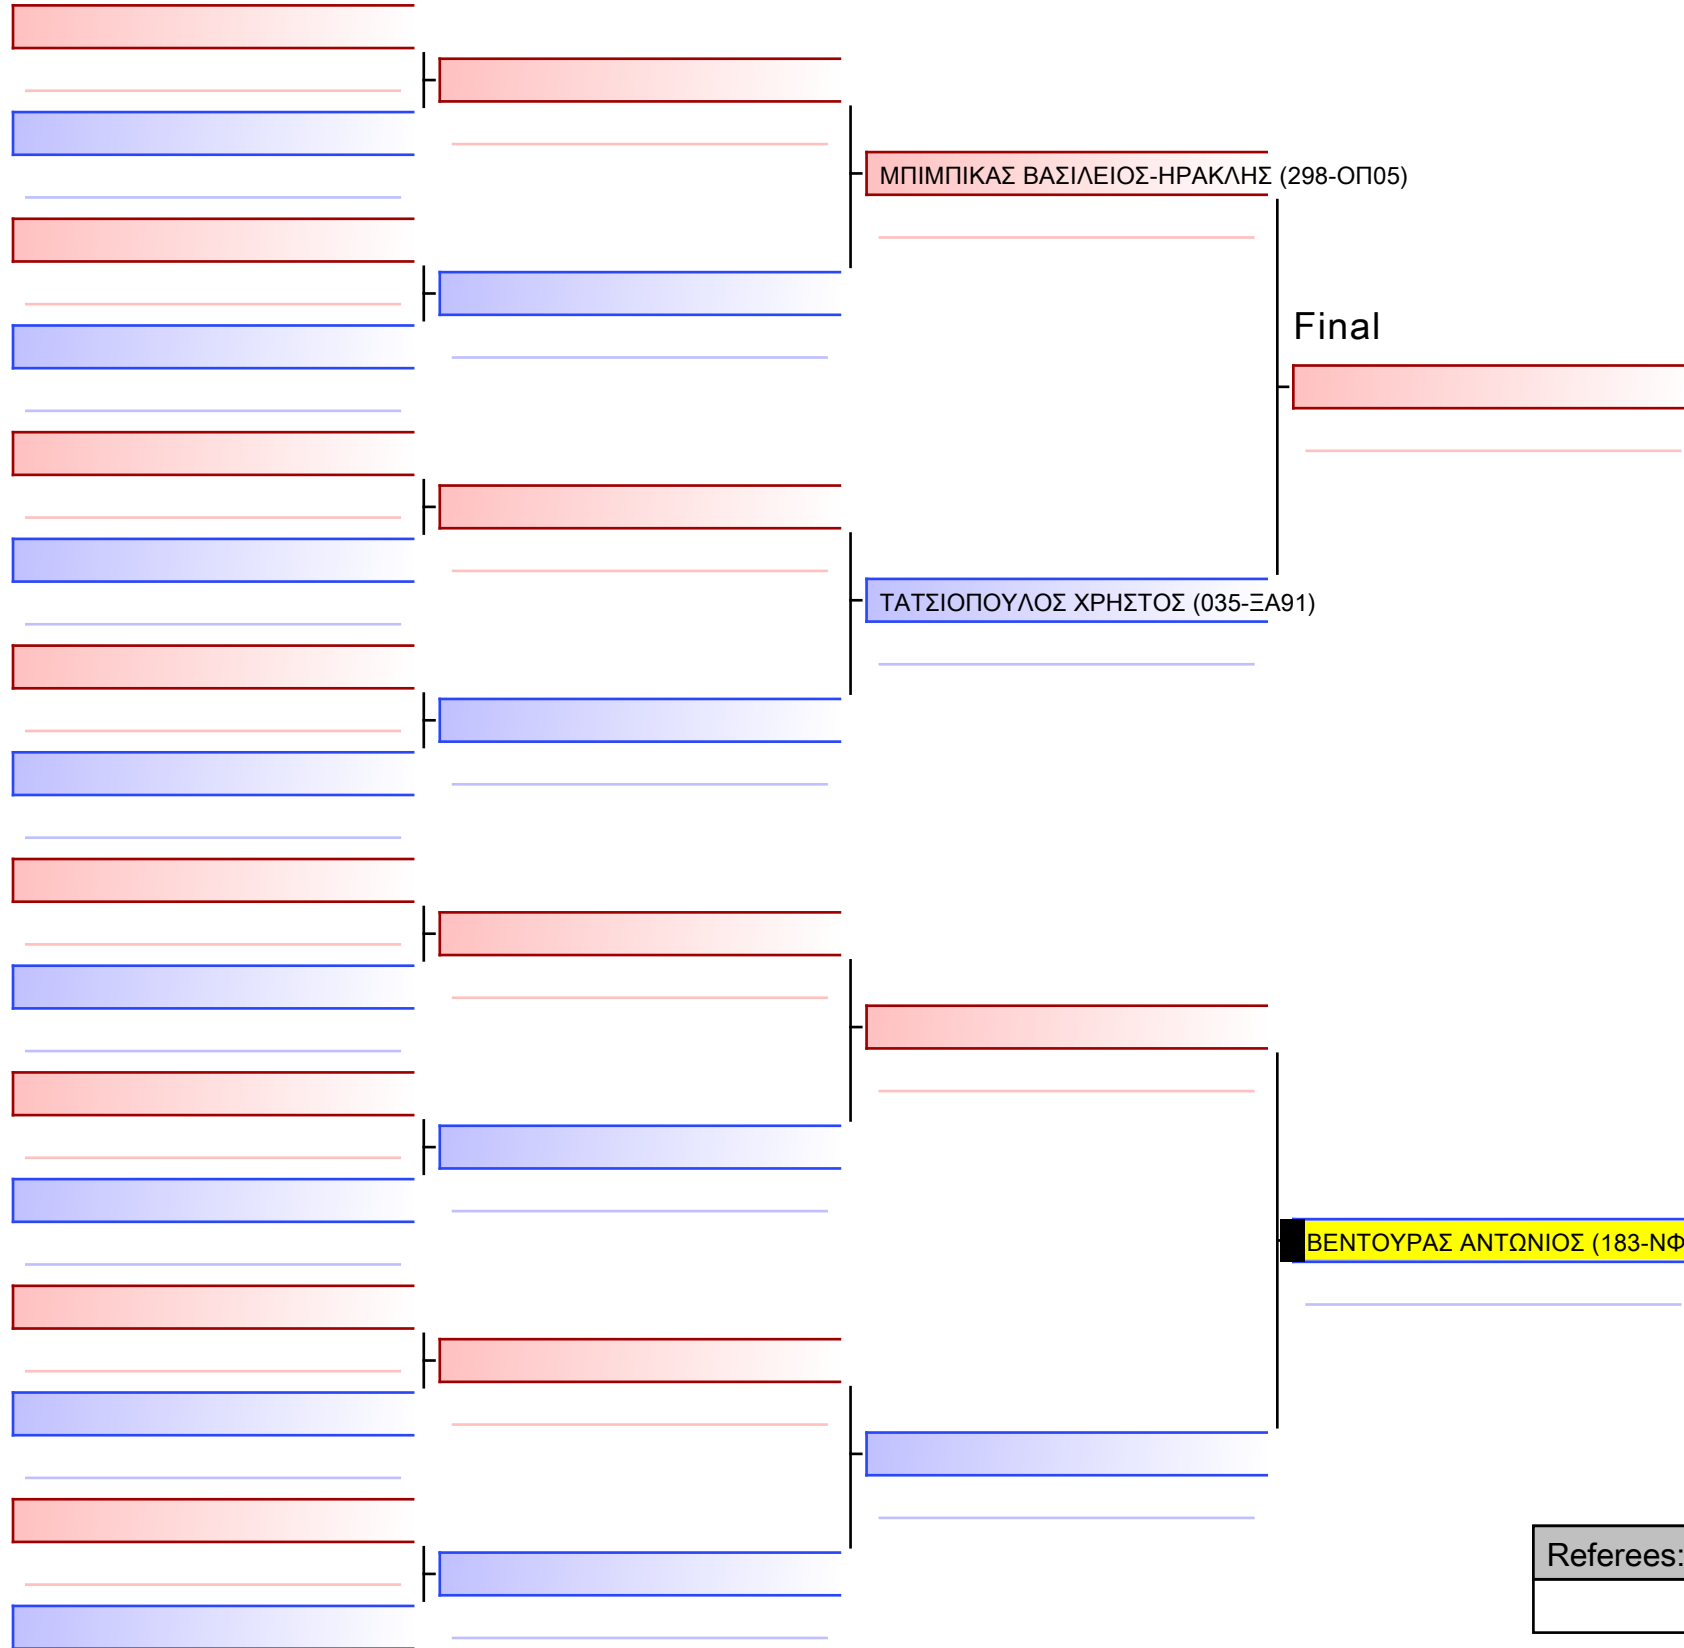 ΜΠΙΜΠΙΚΑΣ ΒΑΣΙΛΕΙΟΣ-ΗΡΑΚΛΗΣ (298-ΟΠ05)
Final
ΤΑΤΣΙΟΠΟΥΛΟΣ ΧΡΗΣΤΟΣ (035-ΞΑ91)
ΒΕΝΤΟΥΡΑΣ ΑΝΤΩΝΙΟΣ (183-ΝΦ
Referees: